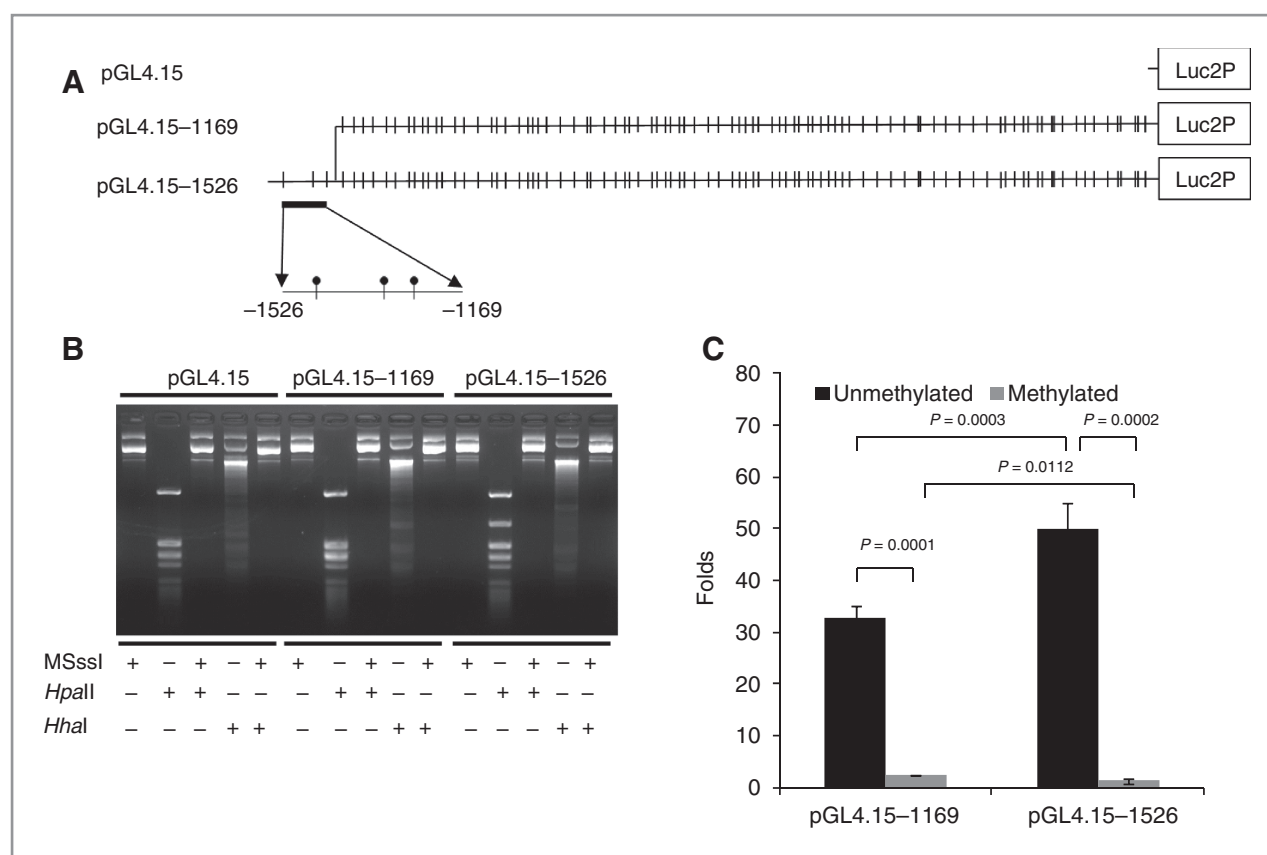 A
pGL4.15
Luc2P
pGL4.15–1169
Luc2P
pGL4.15–1526
Luc2P
–1526
–1169
B
pGL4.15
pGL4.15–1169
pGL4.15–1526
MSssI + – + – + + – + – + + – + – +
HpaII – + + – – – + + – – – + + – –
HhaI – – – + + – – – + + – – – + +
C
80
70
60
50
40
30
20
10
0
Folds
Unmethylated
Methylated
P = 0.0003
P = 0.0002
P = 0.0112
P = 0.0001
pGL4.15–1169
pGL4.15–1526